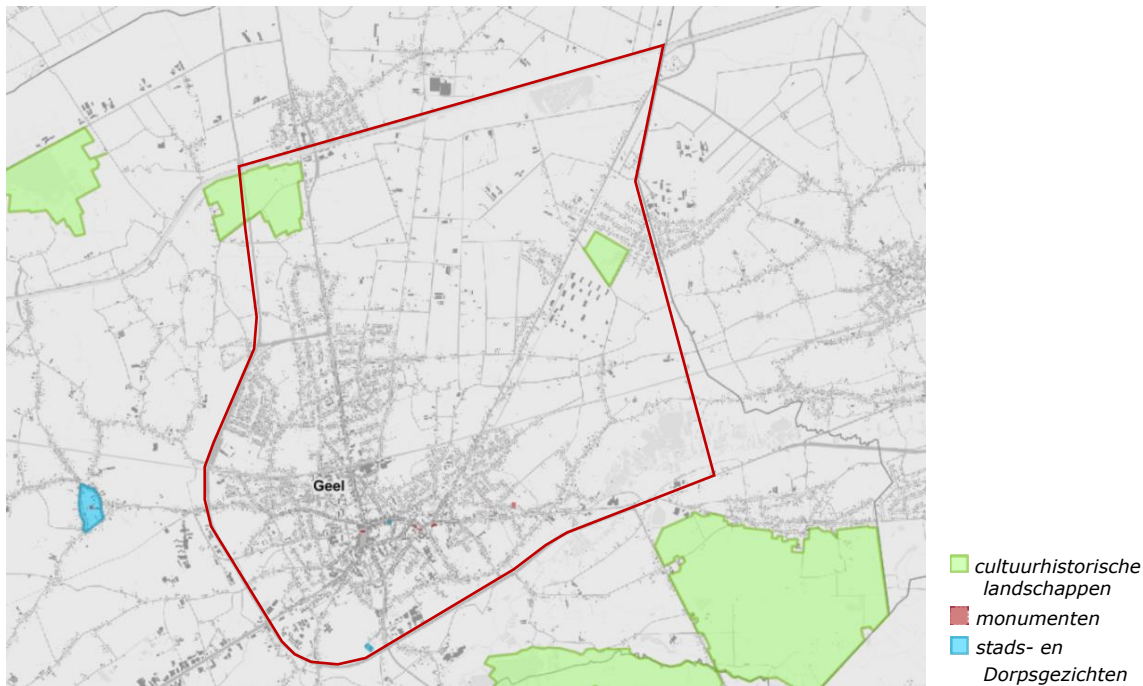 Geel
cultuurhistorische
landschappen
monumenten
stads- en
Dorpsgezichten